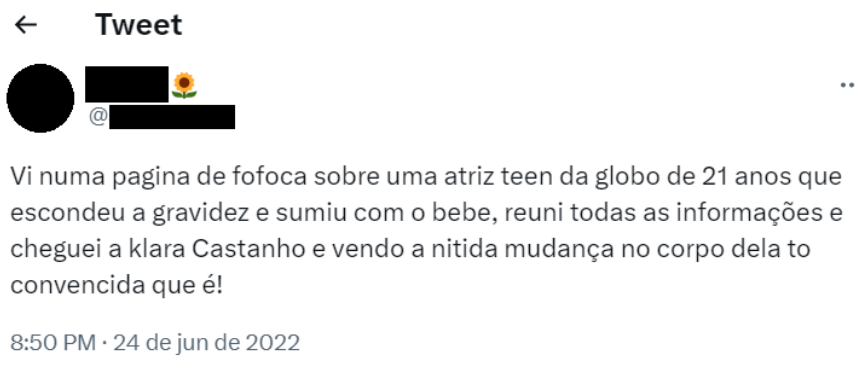 Tweet
@
Vi numa pagina de fofoca sobre uma atriz teen da globo de 21 anos que
escondeu a gravidez e sumiu com o bebe, reuni todas as informações e
cheguei a klara Castanho e vendo a nitida mudança no corpo dela to
convencida que é!
8:50 PM · 24 de jun de 2022